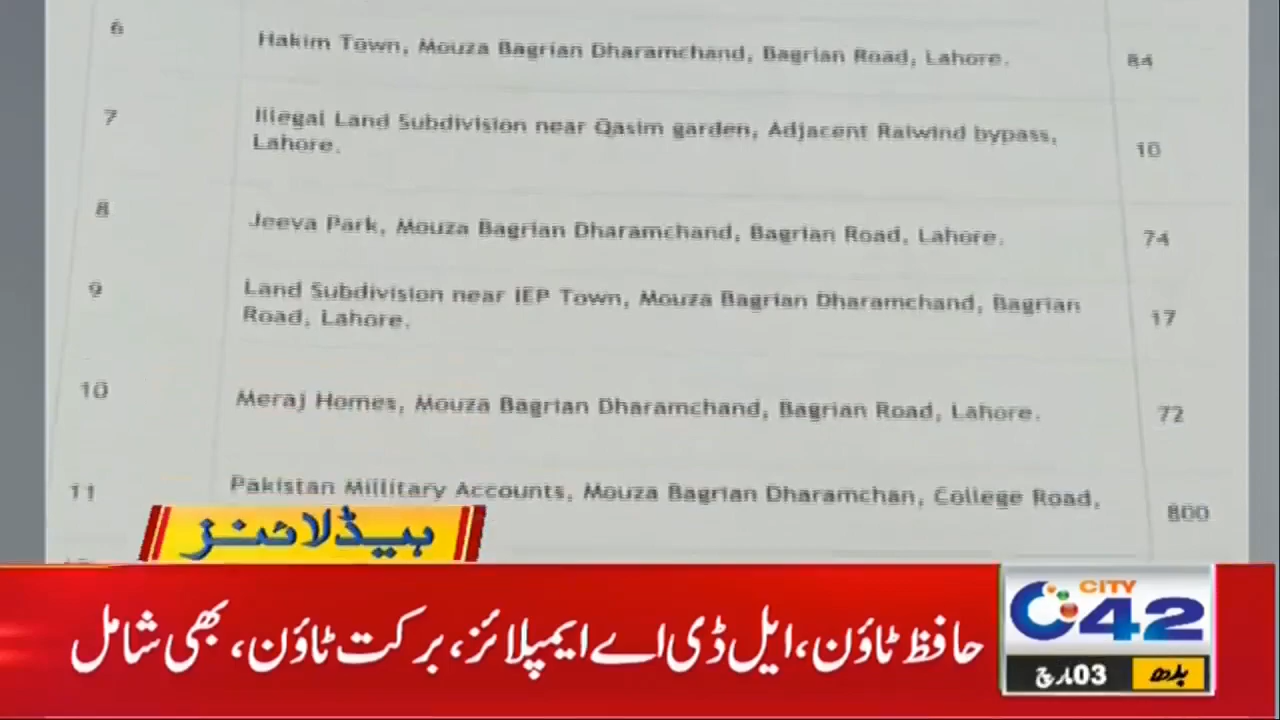 6 Hakim Town, Mouza Bagrian Dharamchand, Bagrian Road, Lahore. 84
7 Illegal Land Subdivision near Qasim garden, Adjacent Raiwind bypass,
Lahore. 10
8 Jeeva Park, Mouza Bagrian Dharamchand, Bagrian Road, Lahore. 74
9 Land Subdivision near IEP Town, Mouza Bagrian Dharamchand, Bagrian
Road, Lahore. 17
10 Meraj Homes, Mouza Bagrian Dharamchand, Bagrian Road, Lahore. 72
11 Pakistan Millitary Accounts, Mouza Bagrian Dharamchan, College Road, 800
ہیڈلائنز
حافظ ٹاؤن، ایل ڈی اے ایمپلائز، برکت ٹاؤن، بھی شامل
CITY
42
بدھ 03 مارچ